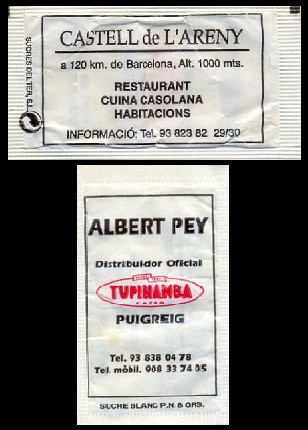 SUCRES DEL TER, S.L.
CASTELL de L'ARENY
a 120 km. de Barcelona, Alt. 1000 mts.
RESTAURANT
CUINA CASOLANA
HABITACIONS
INFORMACIÓ: Tel. 93 823 82 29/30
ALBERT PEY
Distribuidor Oficial
TUPINAMBA
PUIGREIG
Tel. 93 838 04 78
Tel. mòbil. 908 33 74 05
SUCRE BLANC P.N. 8 GRS.